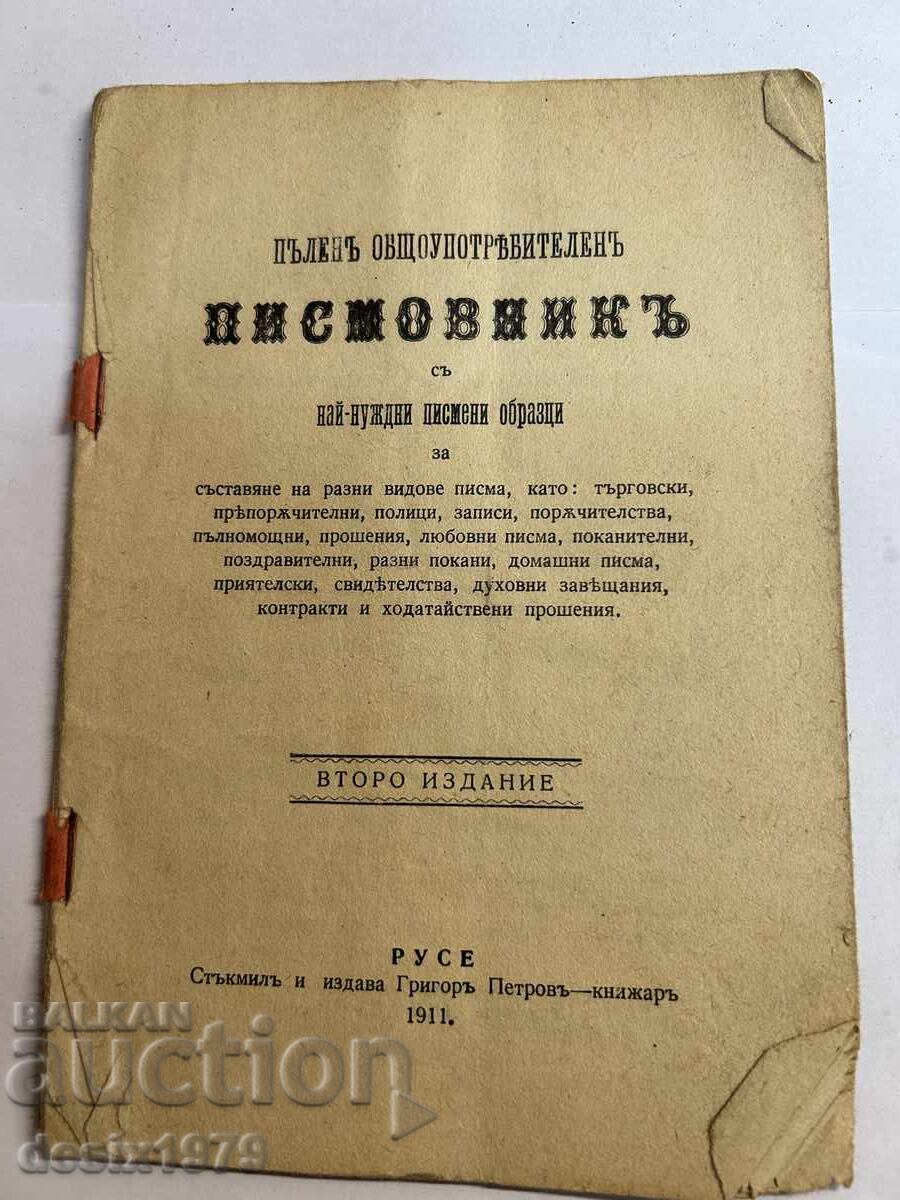 ПЪЛЕНЪ ОБЩОУПОТРѢБИТЕЛЕНЪ
ПИСМОВНИКЪ
съ
НАЙ-НУЖДНИ ПИСМЕНИ ОБРАЗЦИ
за
съставяне на разни видове писма, като: търговски,
прѣпорѫчителни, полици, записи, порѫчителства,
пълномощни, прошения, любовни писма, поканителни,
поздравителни, разни покани, домашни писма,
приятелски, свидѣтелства, духовни завѣщания,
контракти и ходатайствени прошения.
ВТОРО ИЗДАНИЕ
РУСЕ
Стъкмилъ и издава Григоръ Петровъ—книжаръ
1911.
BALKAN
auction
desix1979